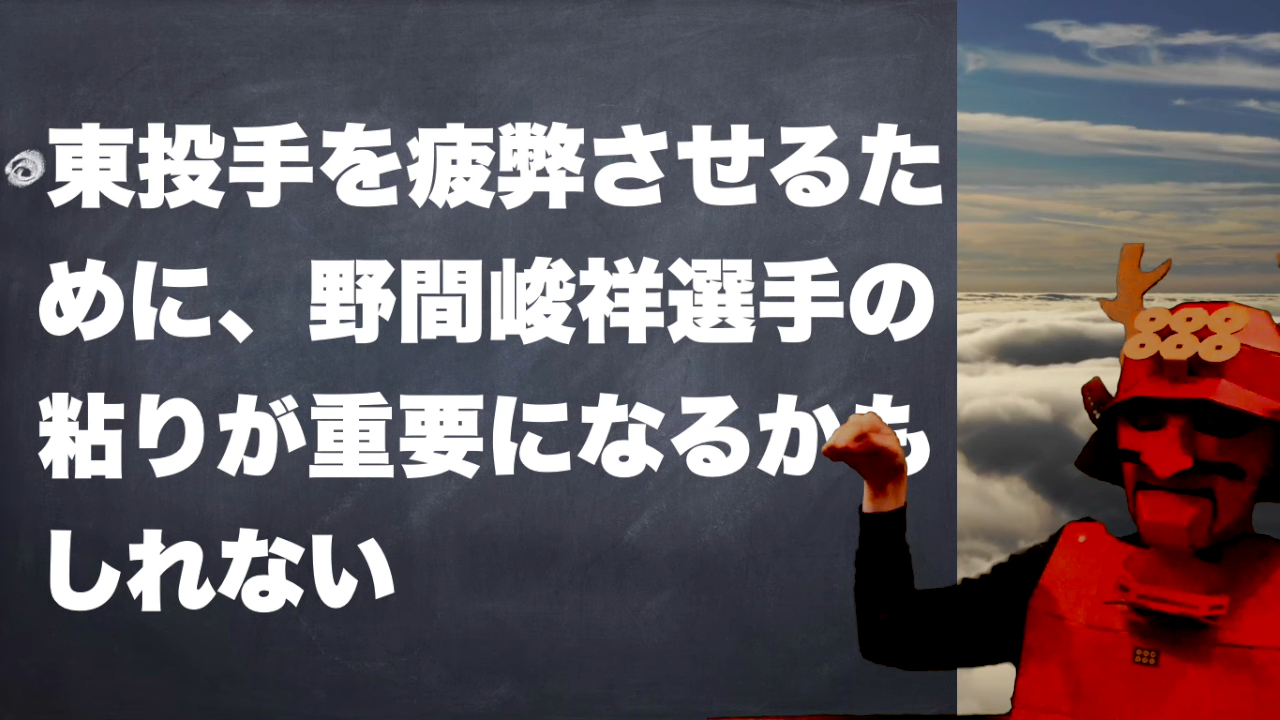 東投手を疲弊させるた
めに、野間峻祥選手の
粘りが重要になるかも
しれない